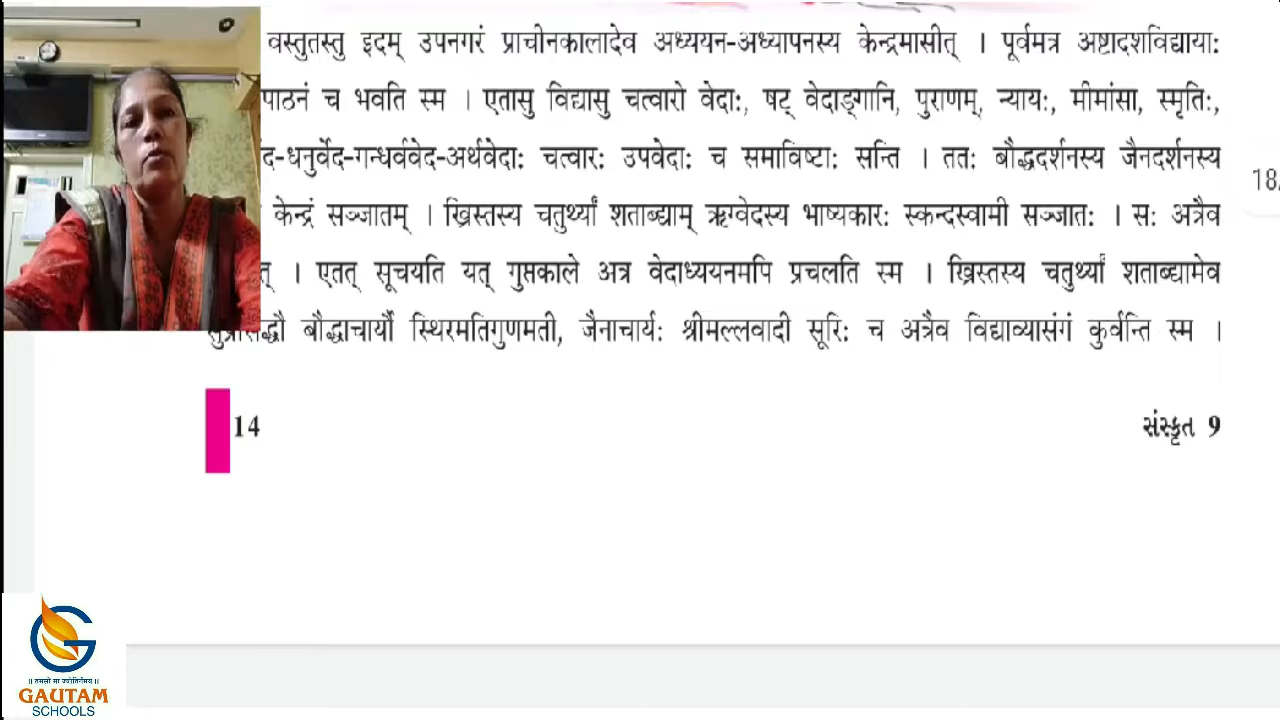 वस्तुतस्तु इदम् उपनगरं प्राचीनकालादेव अध्ययन-अध्यापनस्य केन्द्रमासीत् । पूर्वमत्र अष्टादशविद्यायाः
पाठनं च भवति स्म । एतासु विद्यासु चत्वारो वेदाः, षट् वेदाङ्गानि, पुराणम्, न्यायः, मीमांसा, स्मृतिः,
-धनुर्वेद-गन्धर्ववेद-अर्थवेदाः चत्वारः उपवेदाः च समाविष्टाः सन्ति । ततः बौद्धदर्शनस्य जैनदर्शनस्य
18
केन्द्रं सञ्जातम् । ख्रिस्तस्य चतुर्थ्यां शताब्द्याम् ऋग्वेदस्य भाष्यकारः स्कन्दस्वामी सञ्जातः । सः अत्रैव
। एतत् सूचयति यत् गुप्तकाले अत्र वेदाध्ययनमपि प्रचलति स्म । ख्रिस्तस्य चतुर्थ्यां शताब्द्यामेव
बौद्धाचार्यौ स्थिरमतिगुणमती, जैनाचार्यः श्रीमल्लवादी सूरिः च अत्रैव विद्याव्यासंगं कुर्वन्ति स्म ।
14
સંસ્કૃત 9
॥ तमसो मा ज्योतिर्गमय ॥
GAUTAM
SCHOOLS